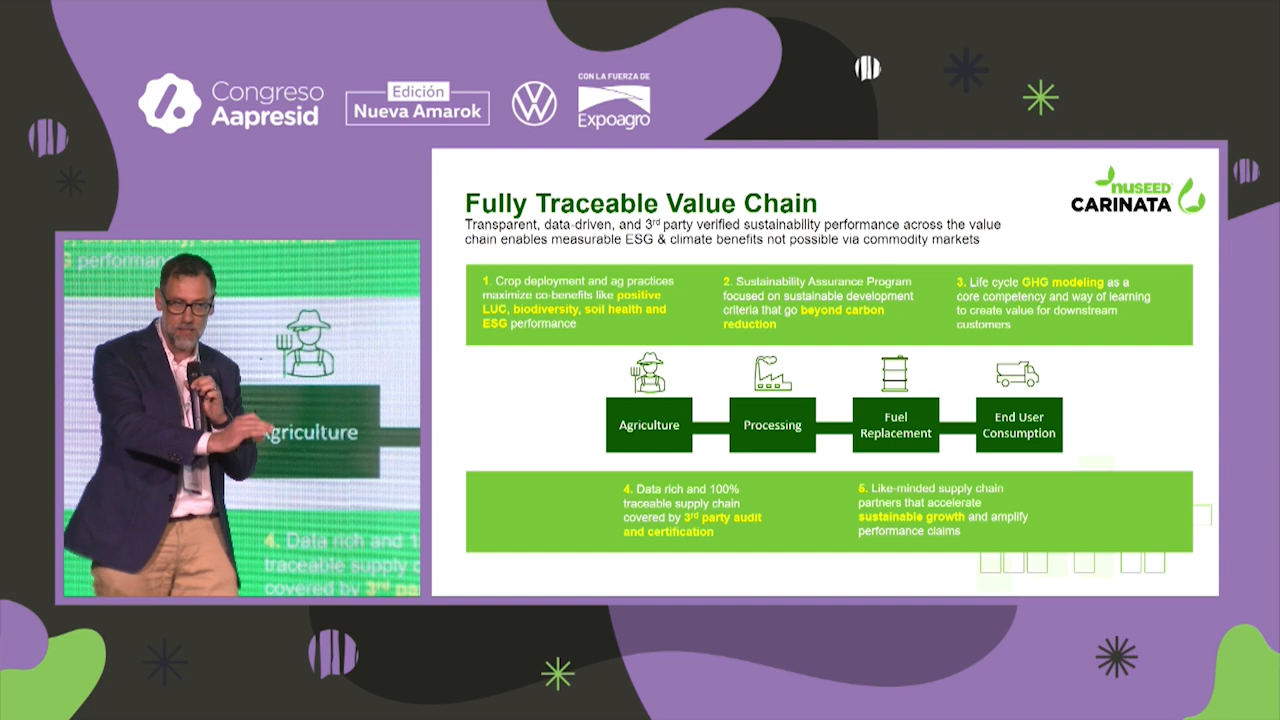 Congreso
Aapresid
Edición
Nueva Amarok
CON LA FUERZA DE
Expoagro
nuseed
CARINATA
Fully Traceable Value Chain
Transparent, data-driven, and 3rd party verified sustainability performance across the value
chain enables measurable ESG & climate benefits not possible via commodity markets
1. Crop deployment and ag practices
maximize co-benefits like positive
LUC, biodiversity, soil health and
ESG performance
2. Sustainability Assurance Program
focused on sustainable development
criteria that go beyond carbon
reduction
3. Life cycle GHG modeling as a
core competency and way of learning
to create value for downstream
customers
Agriculture
Processing
Fuel
Replacement
End User
Consumption
4. Data rich and 100%
traceable supply chain
covered by 3rd party audit
and certification
5. Like-minded supply chain
partners that accelerate
sustainable growth and amplify
performance claims
griculture
4. Data rich and 1
traceable supply
covered by 3rd pa